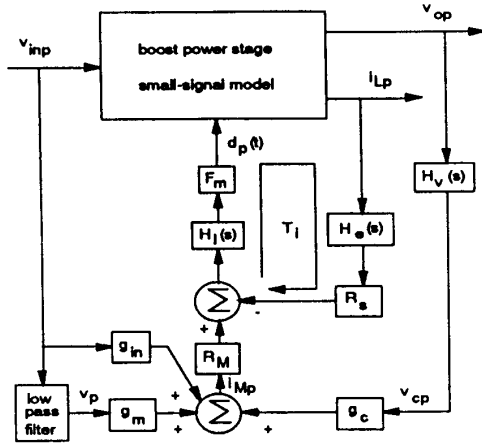 v_inp
v_op
boost power stage
small-signal model
i_Lp
d_p(t)
F_m
H_v(s)
H_I(s)
T_i
H_e(s)
Σ
R_s
+
-
g_in
R_M
v_p
i_Mp
v_cp
low
pass
filter
g_m
+
Σ
g_c
+
+